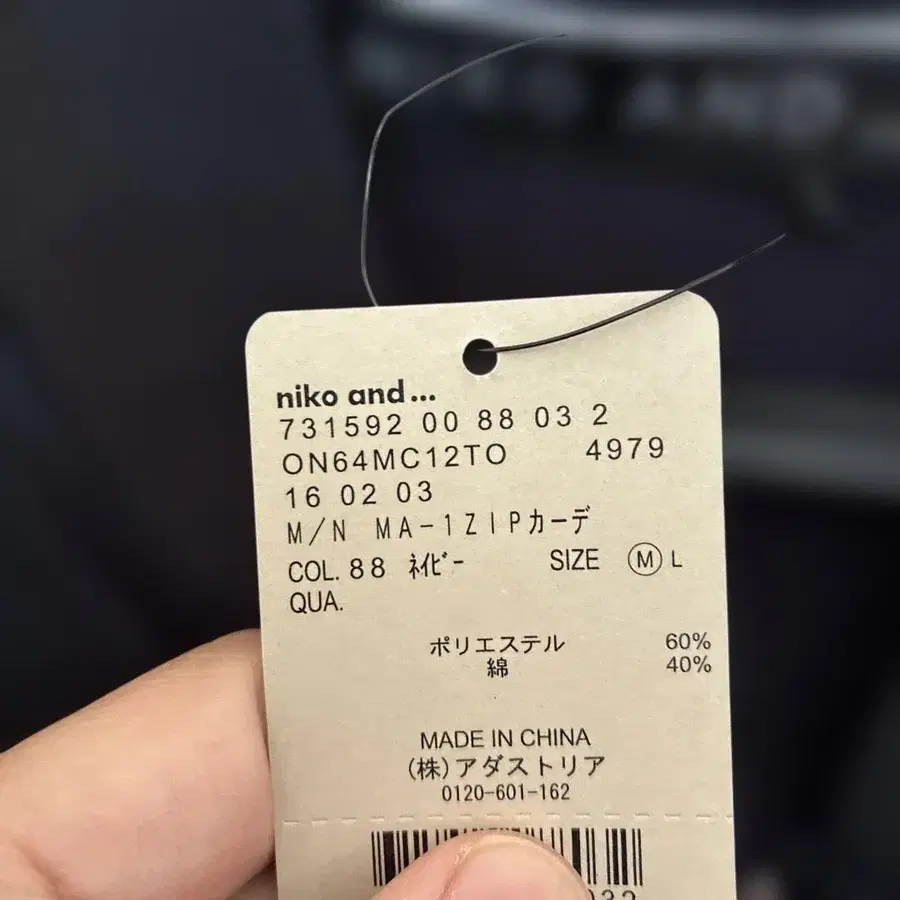 niko and...
731592 00 88 03 2
ON64MC12TO 4979
16 02 03
M/N MA-1ZIPカーデ
COL. 88 ﾈｲﾋﾞｰ SIZE Ⓜ L
QUA.
ポリエステル 60%
綿 40%
MADE IN CHINA
(株)アダストリア
0120-601-162